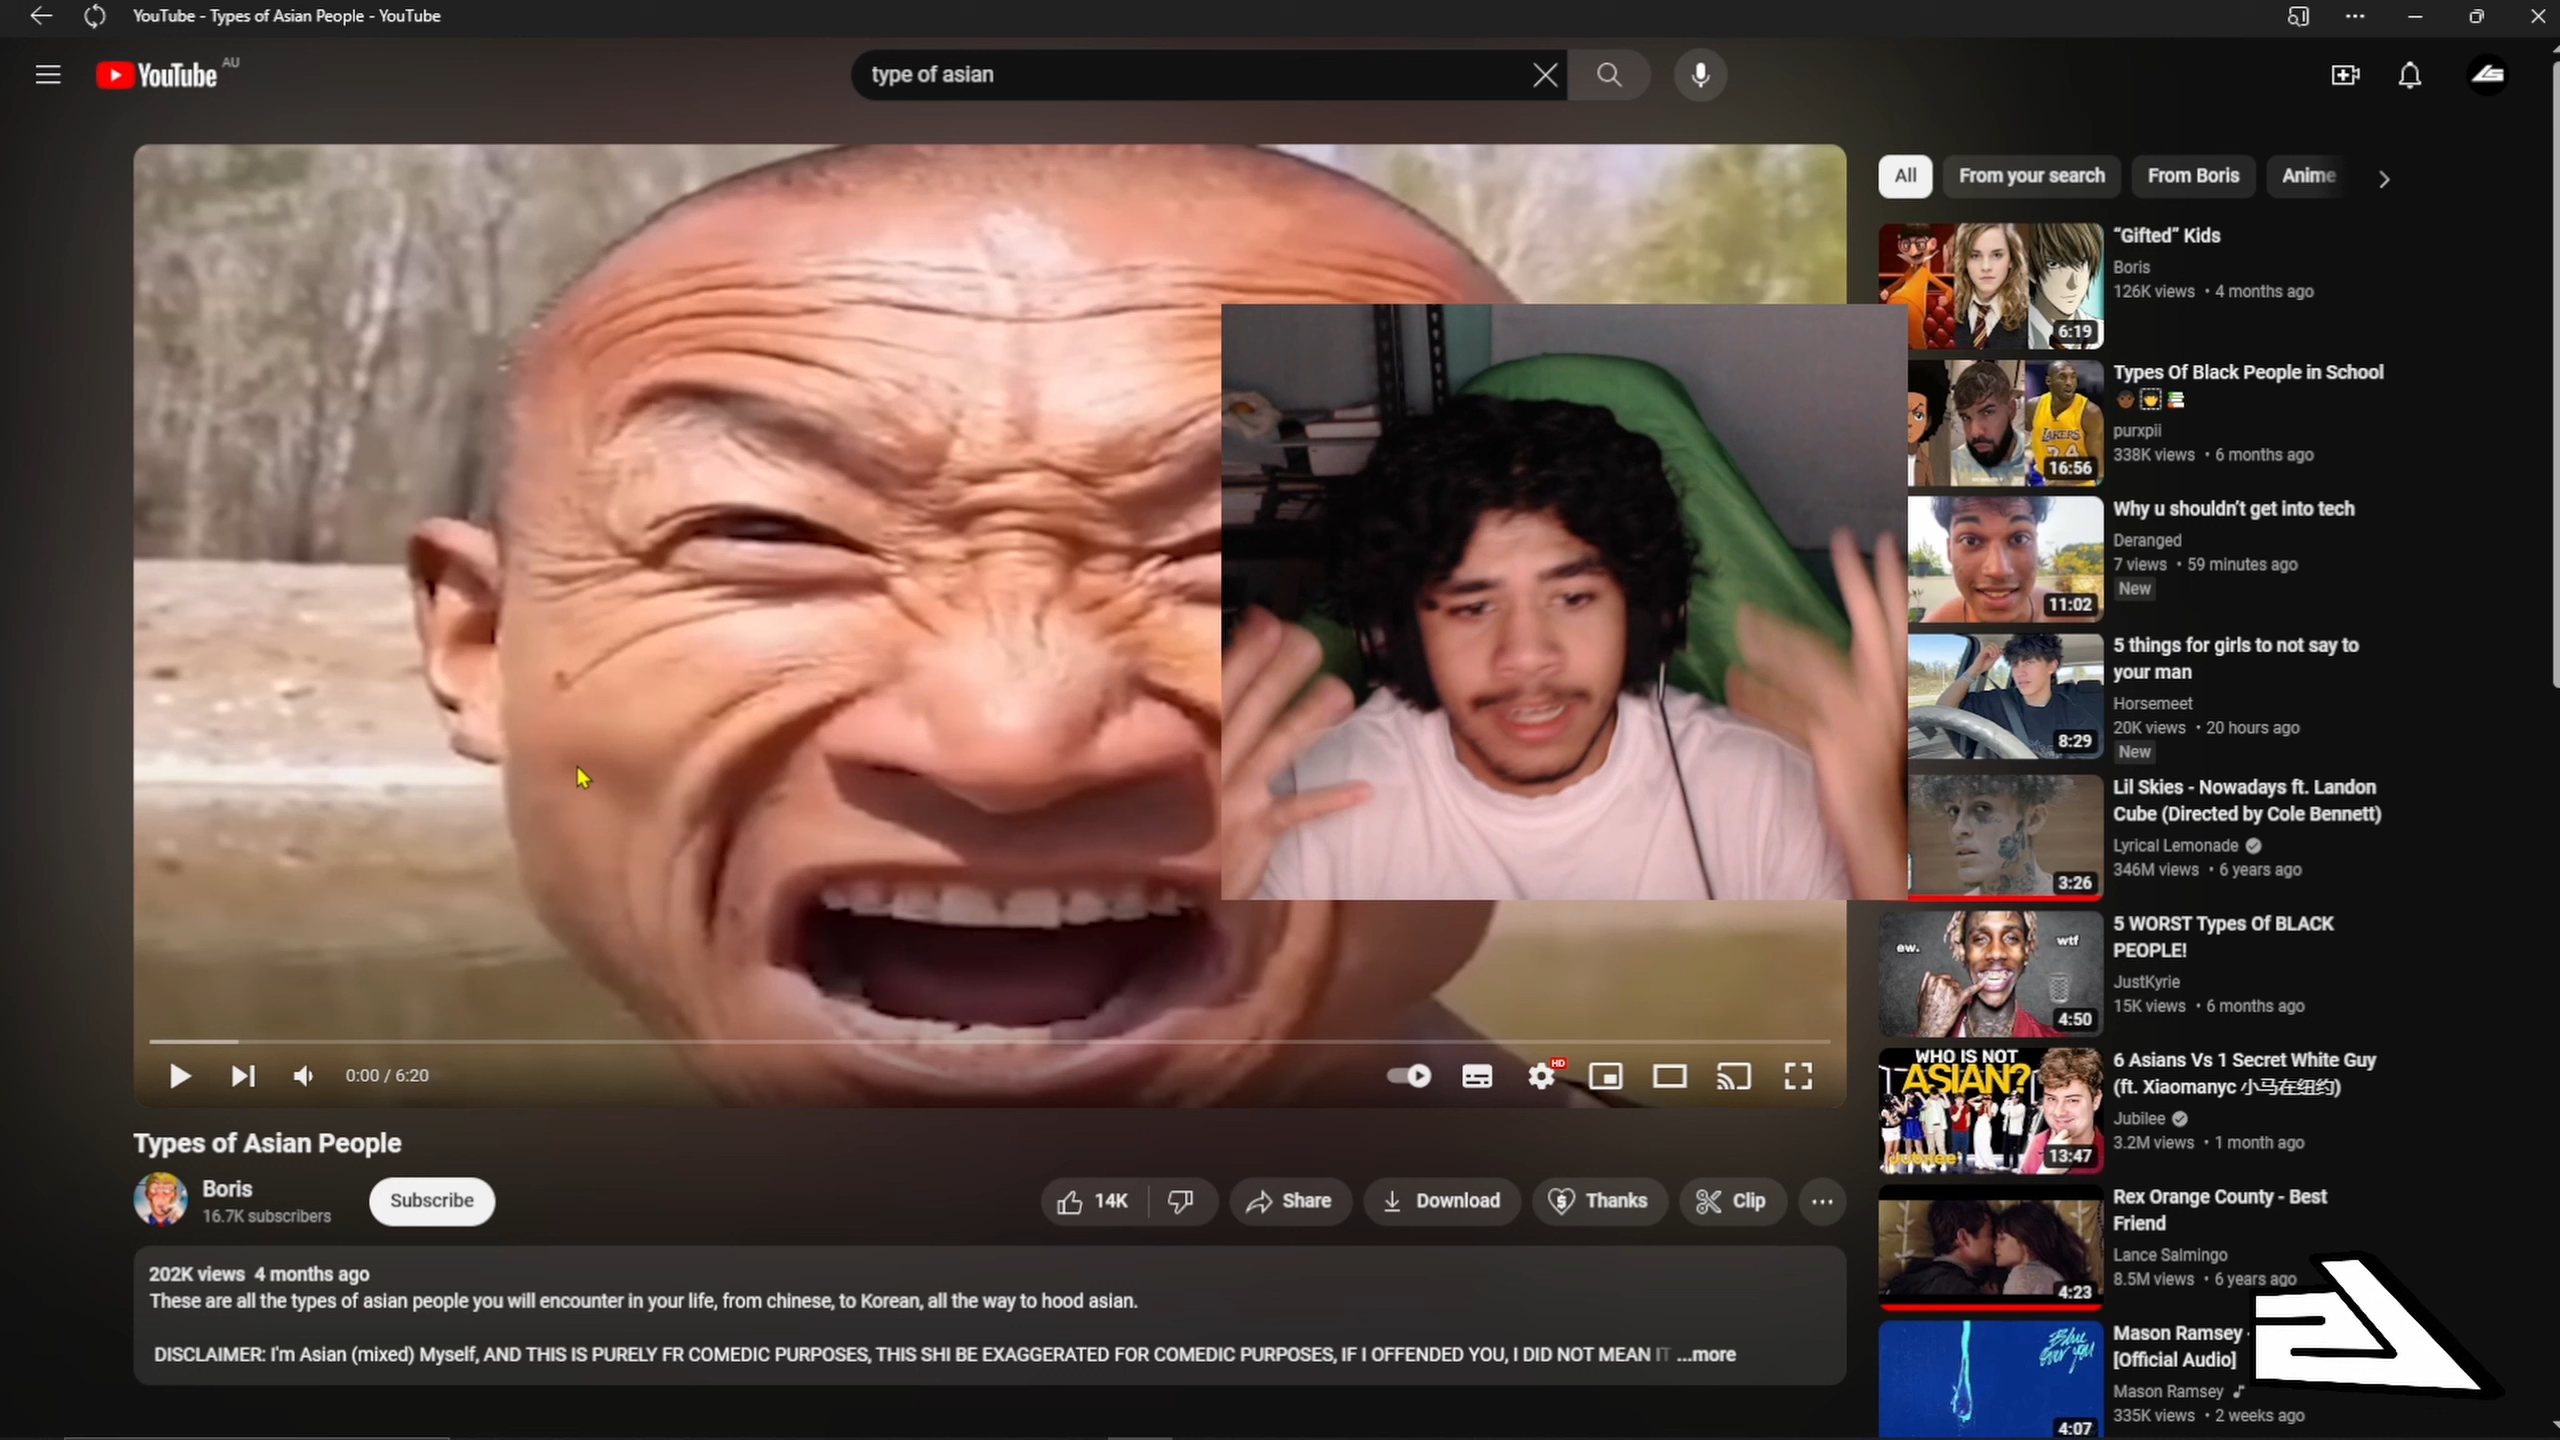 YouTube - Types of Asian People - YouTube
YouTube AU
type of asian
All
From your search
From Boris
Anime
"Gifted" Kids
Boris
126K views • 4 months ago
6:19
Types Of Black People in School
purxpii
338K views • 6 months ago
LAKERS
24
16:56
Why u shouldn't get into tech
Deranged
7 views • 59 minutes ago
New
11:02
5 things for girls to not say to
your man
Horsemeet
20K views • 20 hours ago
New
8:29
Lil Skies - Nowadays ft. Landon
Cube (Directed by Cole Bennett)
Lyrical Lemonade
346M views • 6 years ago
3:26
5 WORST Types Of BLACK
PEOPLE!
JustKyrie
15K views • 6 months ago
ew.
wtf
4:50
6 Asians Vs 1 Secret White Guy
(ft. Xiaomanyc 小马在纽约)
Jubilee
3.2M views • 1 month ago
WHO IS NOT
ASIAN?
Jubilee
13:47
Rex Orange County - Best
Friend
Lance Salmingo
8.5M views • 6 years ago
4:23
Mason Ramsey -
[Official Audio]
Mason Ramsey
335K views • 2 weeks ago
Blue
Over you
4:07
0:00 / 6:20
HD
Types of Asian People
Boris
16.7K subscribers
Subscribe
14K
Share
Download
Thanks
Clip
202K views 4 months ago
These are all the types of asian people you will encounter in your life, from chinese, to Korean, all the way to hood asian.
DISCLAIMER: I'm Asian (mixed) Myself, AND THIS IS PURELY FR COMEDIC PURPOSES, THIS SHI BE EXAGGERATED FOR COMEDIC PURPOSES, IF I OFFENDED YOU, I DID NOT MEAN IT ...more